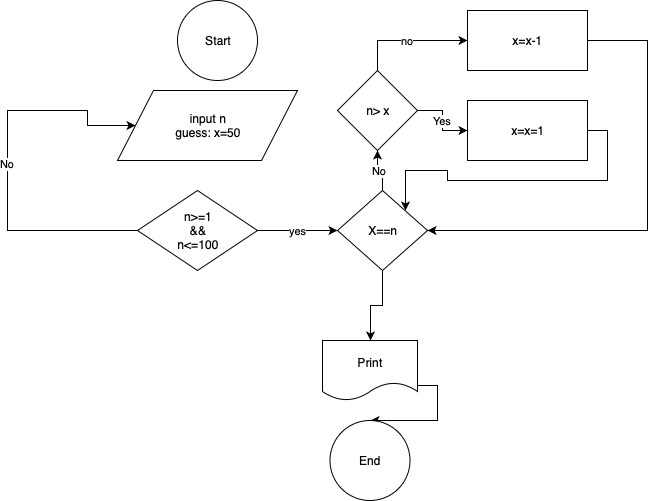 Start
no
x=x-1
input n
guess: x=50
n> x
Yes
x=x=1
No
No
n>=1
&&
n<=100
yes
X==n
Print
End